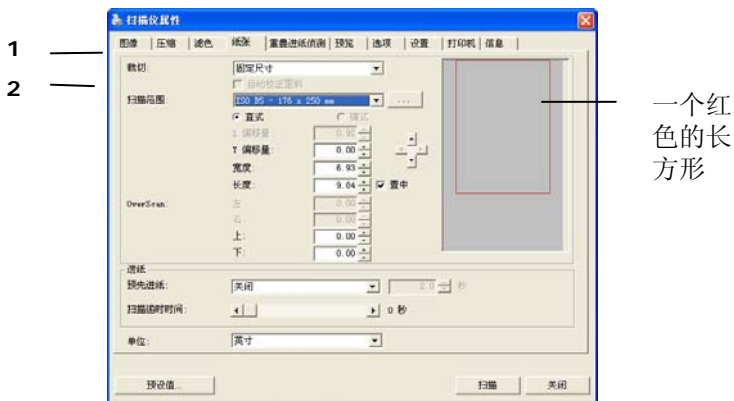 扫描仪属性
图像 压缩 滤色 纸张 重叠进纸侦测 预览 选项 设置 打印机 信息
1
裁切: 固定尺寸
2
自动校正歪斜
扫描范围: ISO B5 - 176 x 250 mm ...
直式 横式
X 偏移量 0.92
Y 偏移量: 0.00
宽度: 6.93
长度: 9.04 置中
OverScan: 左: 0.00
右: 0.00
上: 0.00
下: 0.00
一个红
色的长
方形
送纸
预先进纸: 关闭 秒
扫描延时时间: 0 秒
单位: 英寸
预设值... 扫描 关闭